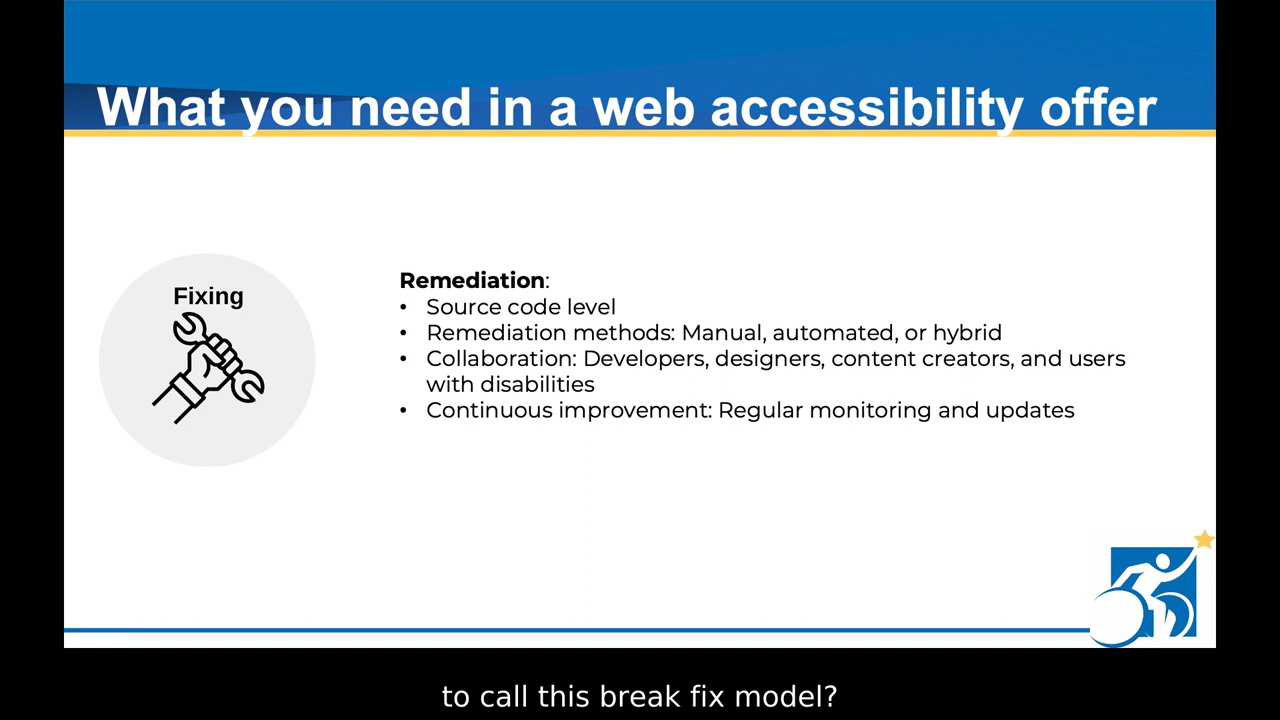 What you need in a web accessibility offer
Fixing
Remediation:
• Source code level
• Remediation methods: Manual, automated, or hybrid
• Collaboration: Developers, designers, content creators, and users
with disabilities
• Continuous improvement: Regular monitoring and updates
to call this break fix model?